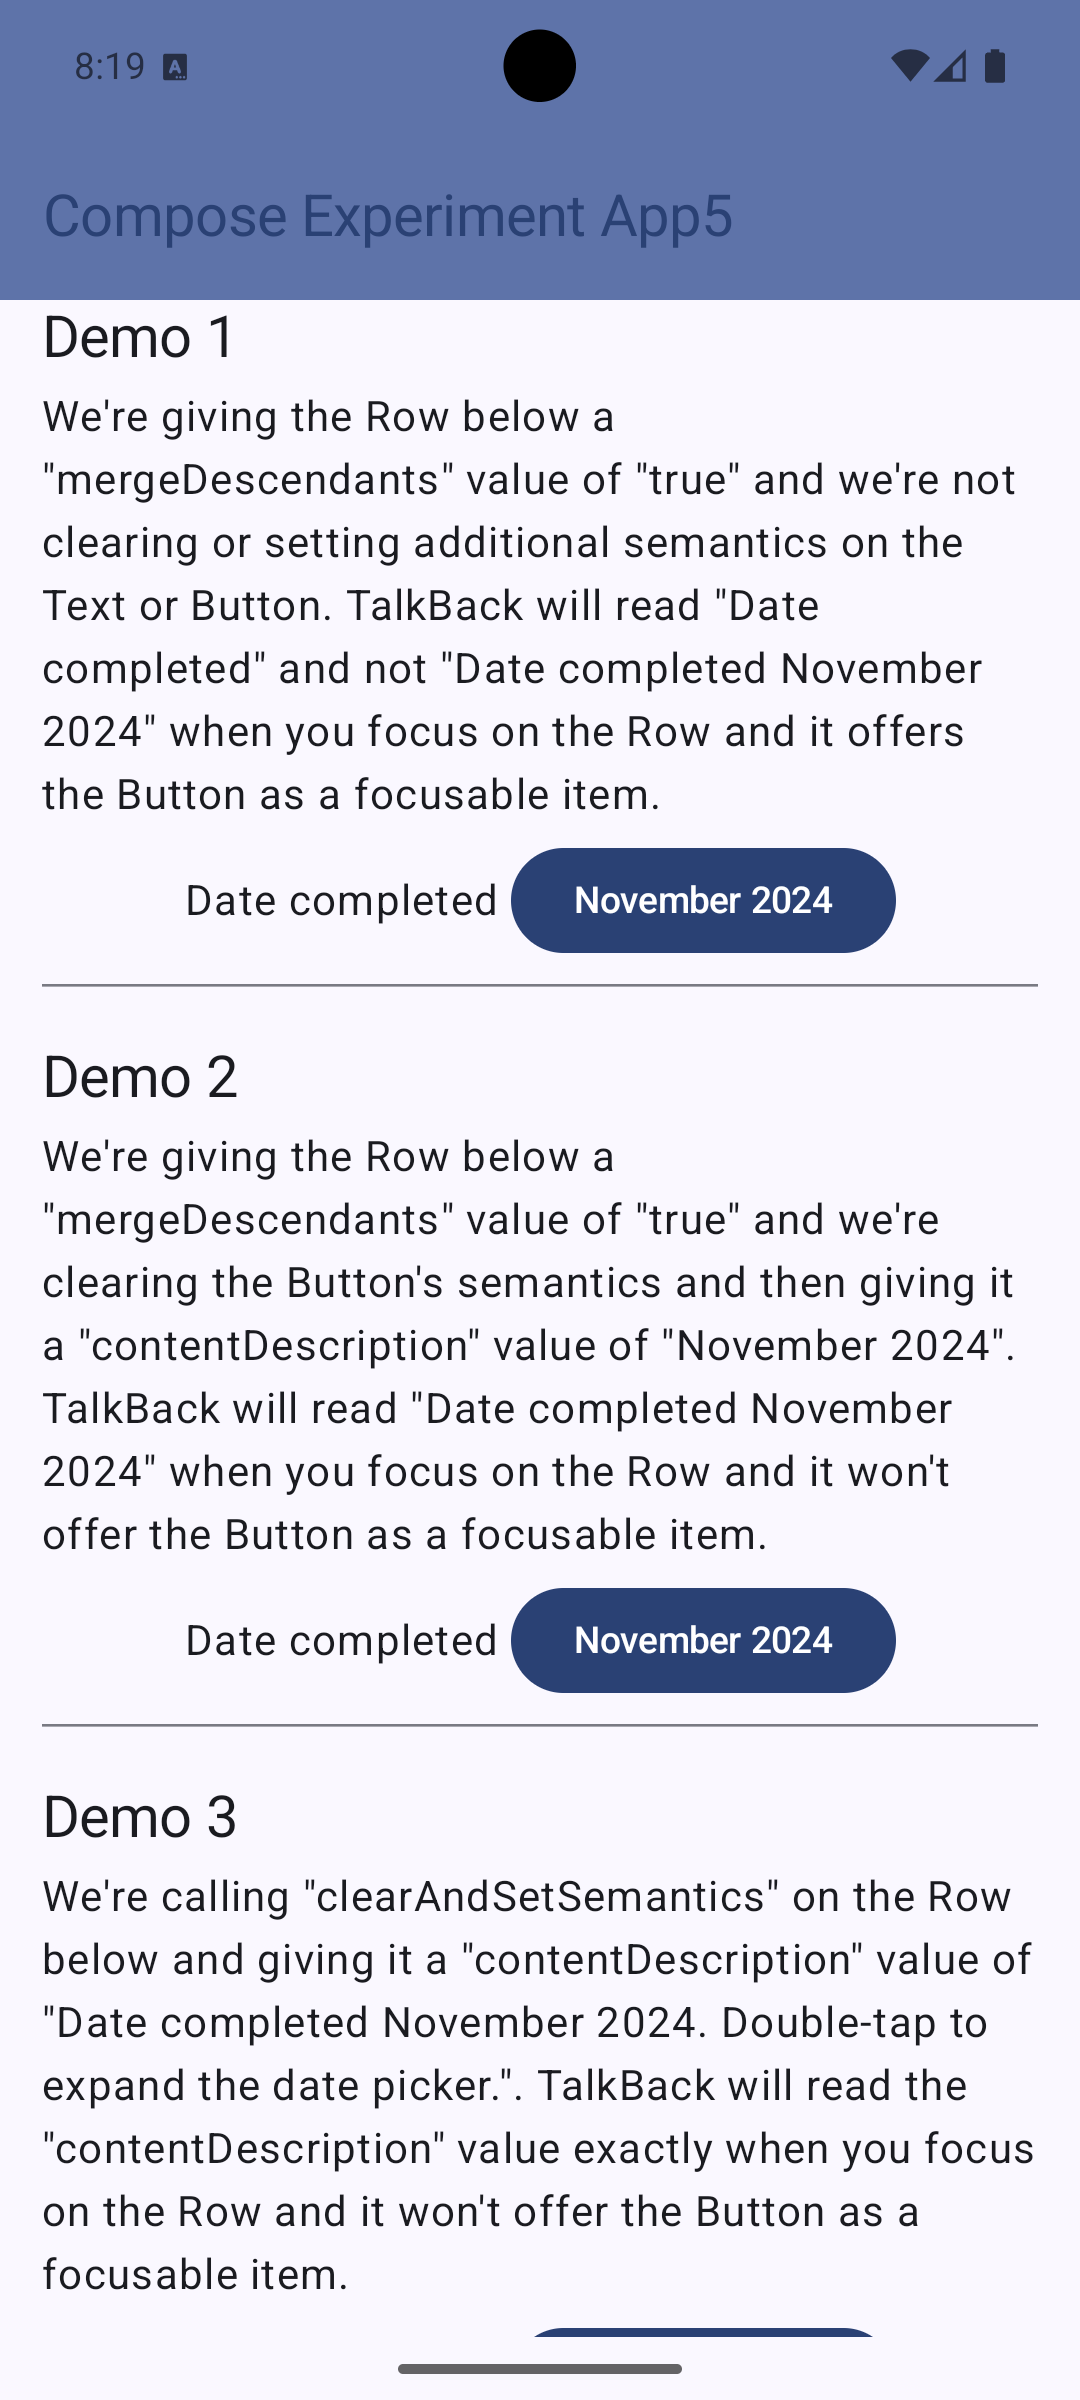 8:19
Compose Experiment App5
Demo 1
We're giving the Row below a
"mergeDescendants" value of "true" and we're not
clearing or setting additional semantics on the
Text or Button. TalkBack will read "Date
completed" and not "Date completed November
2024" when you focus on the Row and it offers
the Button as a focusable item.
Date completed November 2024
Demo 2
We're giving the Row below a
"mergeDescendants" value of "true" and we're
clearing the Button's semantics and then giving it
a "contentDescription" value of "November 2024".
TalkBack will read "Date completed November
2024" when you focus on the Row and it won't
offer the Button as a focusable item.
Date completed November 2024
Demo 3
We're calling "clearAndSetSemantics" on the Row
below and giving it a "contentDescription" value of
"Date completed November 2024. Double-tap to
expand the date picker.". TalkBack will read the
"contentDescription" value exactly when you focus
on the Row and it won't offer the Button as a
focusable item.